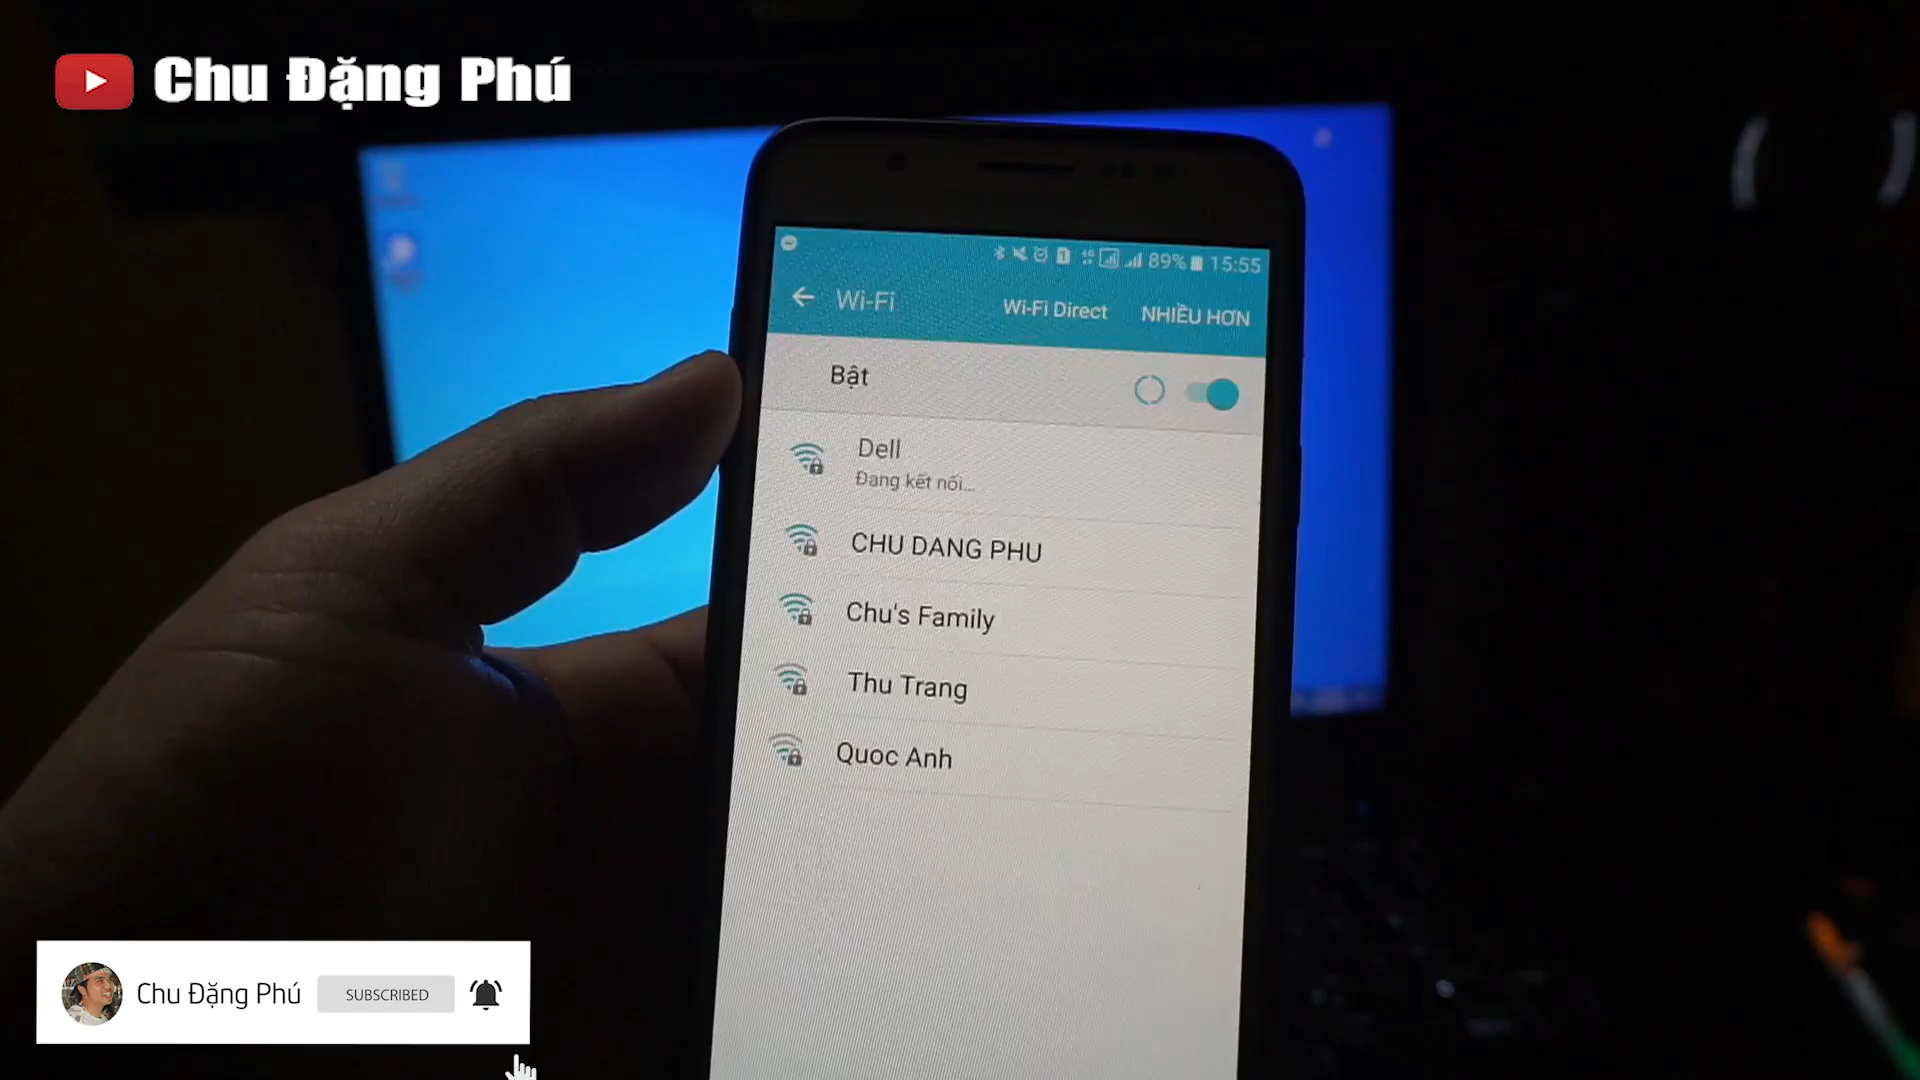 Chu Đặng Phú
89% 15:55
Wi-Fi Wi-Fi Direct NHIỀU HƠN
Bật
Dell
Đang kết nối...
CHU DANG PHU
Chu's Family
Thu Trang
Quoc Anh
Chu Đặng Phú SUBSCRIBED